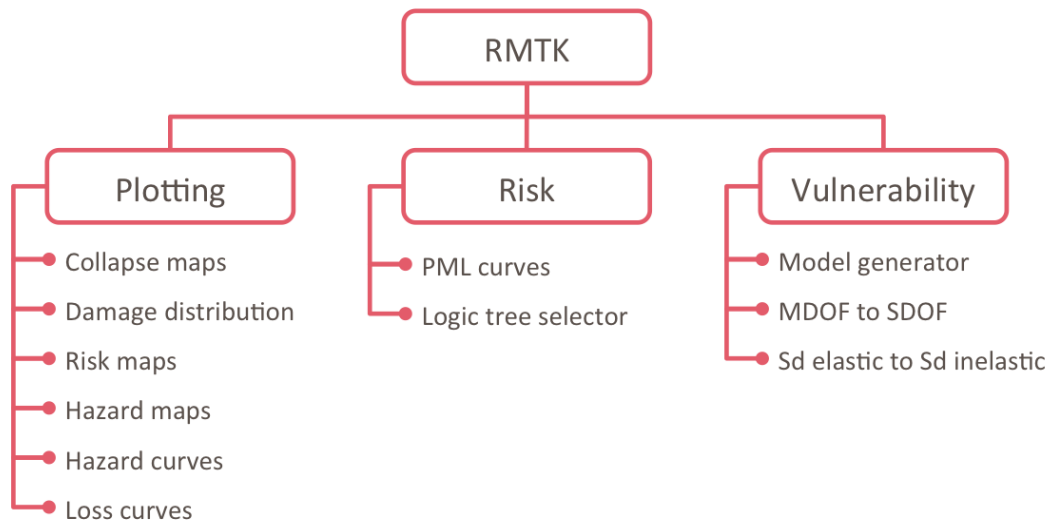 RMTK
Plotting
Collapse maps
Damage distribution
Risk maps
Hazard maps
Hazard curves
Loss curves
Risk
PML curves
Logic tree selector
Vulnerability
Model generator
MDOF to SDOF
Sd elastic to Sd inelastic